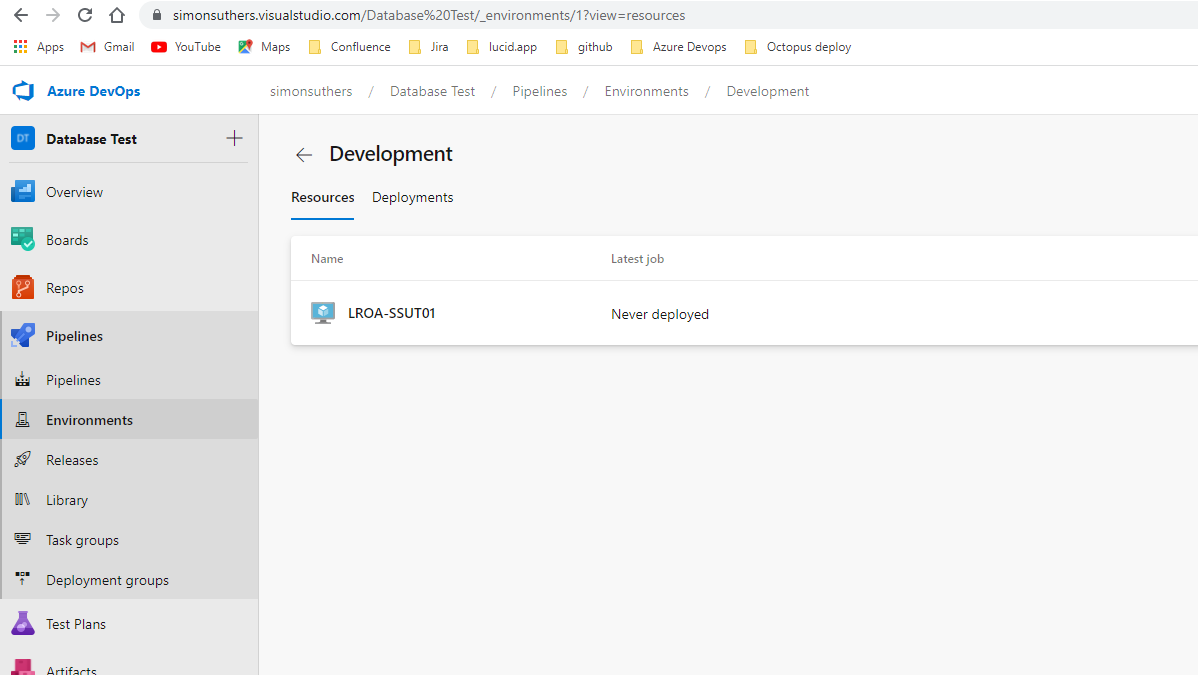 simonsuthers.visualstudio.com/Database%20Test/_environments/1?view=resources
Apps Gmail YouTube Maps Confluence Jira lucid.app github Azure Devops Octopus deploy
Azure DevOps
simonsuthers / Database Test / Pipelines / Environments / Development
DT Database Test
Overview
Boards
Repos
Pipelines
Pipelines
Environments
Releases
Library
Task groups
Deployment groups
Test Plans
Artifacts
Development
Resources Deployments
Name Latest job
LROA-SSUT01 Never deployed